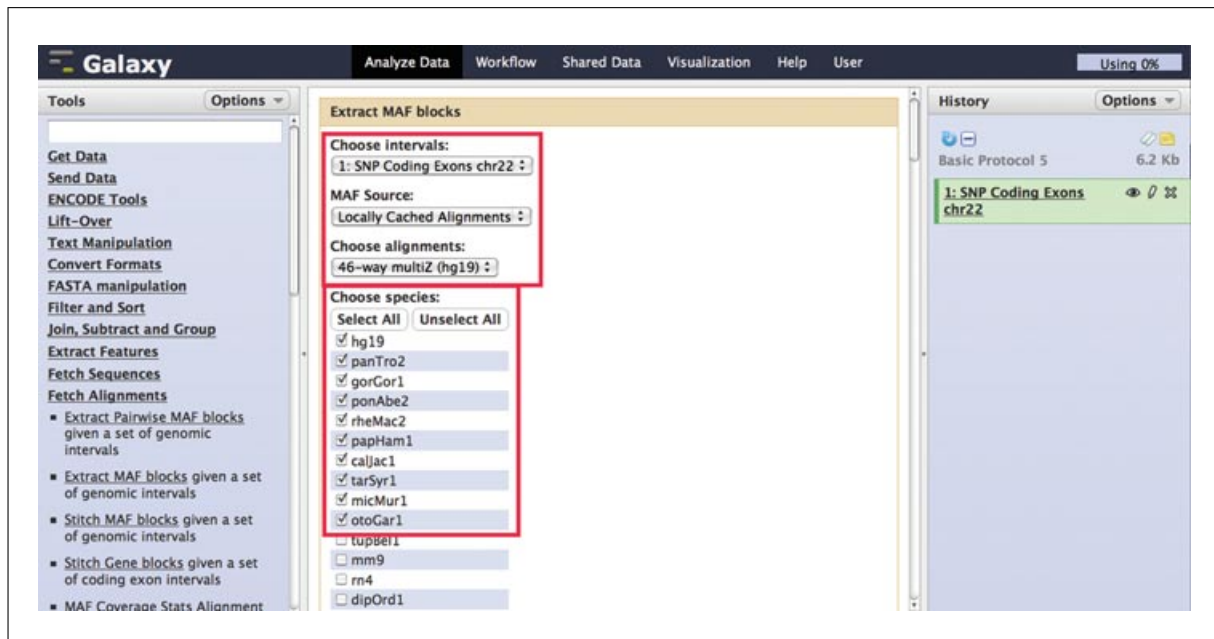 Galaxy
Analyze Data Workflow Shared Data Visualization Help User
Using 0%
Tools
Options
Get Data
Send Data
ENCODE Tools
Lift-Over
Text Manipulation
Convert Formats
FASTA manipulation
Filter and Sort
Join, Subtract and Group
Extract Features
Fetch Sequences
Fetch Alignments
Extract Pairwise MAF blocks
given a set of genomic
intervals
Extract MAF blocks given a set
of genomic intervals
Stitch MAF blocks given a set
of genomic intervals
Stitch Gene blocks given a set
of coding exon intervals
MAF Coverage Stats Alignment
Extract MAF blocks
Choose intervals:
1: SNP Coding Exons chr22
MAF Source:
Locally Cached Alignments
Choose alignments:
46-way multiZ (hg19)
Choose species:
Select All Unselect All
hg19
panTro2
gorGor1
ponAbe2
rheMac2
papHam1
calJac1
tarSyr1
micMur1
otoGar1
tupBel1
mm9
rn4
dipOrd1
History
Options
Basic Protocol 5 6.2 Kb
1: SNP Coding Exons
chr22